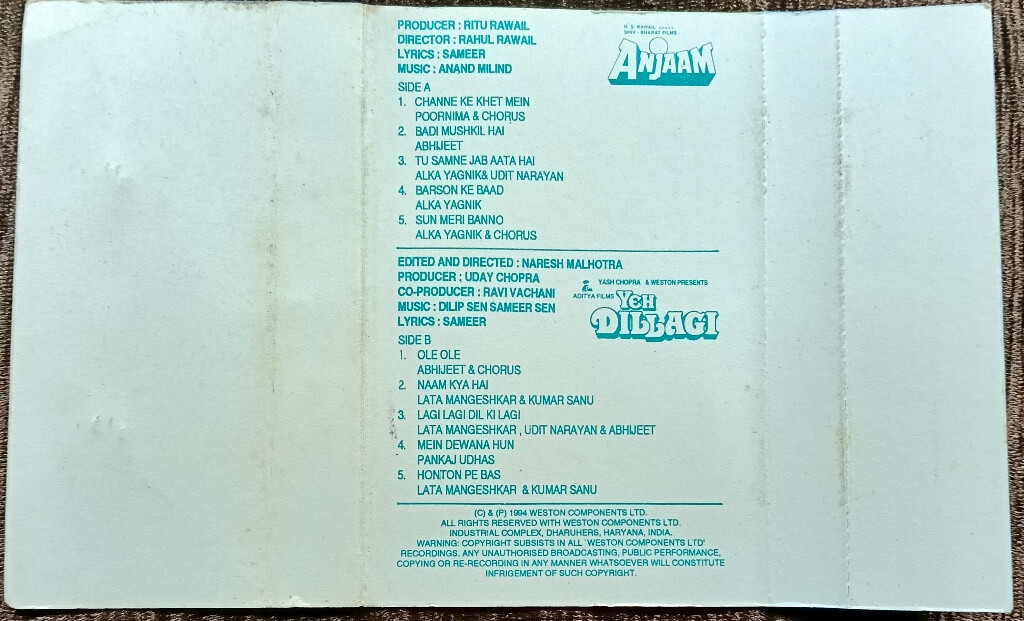 PRODUCER : RITU RAWAIL
DIRECTOR : RAHUL RAWAIL
LYRICS : SAMEER
MUSIC : ANAND MILIND
H. S. RAWAIL
SHIV - BHARAT FILMS
ANJAAM
SIDE A
1. CHANNE KE KHET MEIN
POORNIMA & CHORUS
2. BADI MUSHKIL HAI
ABHIJEET
3. TU SAMNE JAB AATA HAI
ALKA YAGNIK& UDIT NARAYAN
4. BARSON KE BAAD
ALKA YAGNIK
5. SUN MERI BANNO
ALKA YAGNIK & CHORUS
EDITED AND DIRECTED : NARESH MALHOTRA
PRODUCER : UDAY CHOPRA
CO-PRODUCER : RAVI VACHANI
MUSIC : DILIP SEN SAMEER SEN
LYRICS : SAMEER
YASH CHOPRA & WESTON PRESENTS
ADITYA FILMS
YEH
DILLAGI
SIDE B
1. OLE OLE
ABHIJEET & CHORUS
2. NAAM KYA HAI
LATA MANGESHKAR & KUMAR SANU
3. LAGI LAGI DIL KI LAGI
LATA MANGESHKAR , UDIT NARAYAN & ABHIJEET
4. MEIN DEWANA HUN
PANKAJ UDHAS
5. HONTON PE BAS
LATA MANGESHKAR & KUMAR SANU
(C) & (P) 1994 WESTON COMPONENTS LTD.
ALL RIGHTS RESERVED WITH WESTON COMPONENTS LTD.
INDUSTRIAL COMPLEX, DHARUHERS, HARYANA, INDIA.
WARNING: COPYRIGHT SUBSISTS IN ALL 'WESTON COMPONENTS LTD'
RECORDINGS. ANY UNAUTHORISED BROADCASTING, PUBLIC PERFORMANCE,
COPYING OR RE-RECORDING IN ANY MANNER WHATSOEVER WILL CONSTITUTE
INFRIGEMENT OF SUCH COPYRIGHT.